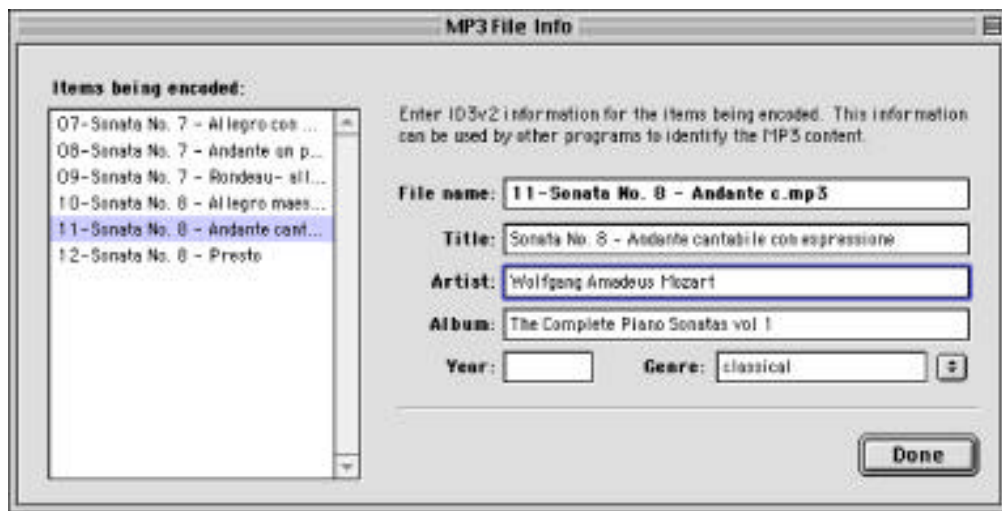 MP3 File Info
Items being encoded:
07-Sonata No. 7 - Allegro con ...
08-Sonata No. 7 - Andante un p...
09-Sonata No. 7 - Rondeau- all...
10-Sonata No. 8 - Allegro maes...
11-Sonata No. 8 - Andante cant...
12-Sonata No. 8 - Presto
Enter ID3v2 information for the items being encoded. This information
can be used by other programs to identify the MP3 content.
File name: 11-Sonata No. 8 - Andante c.mp3
Title: Sonata No. 8 - Andante cantabile con espressione
Artist: Wolfgang Amadeus Mozart
Album: The Complete Piano Sonatas vol 1
Year: Genre: classical
Done